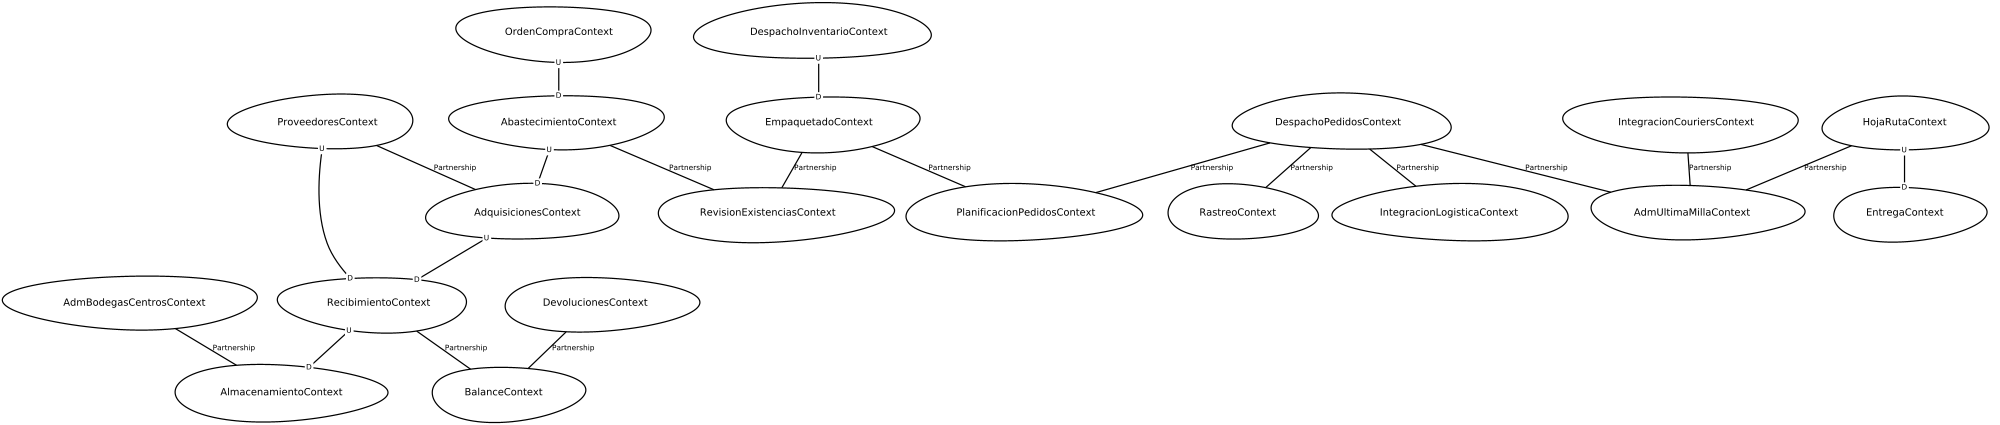 OrdenCompraContext
DespachoInventarioContext
U
U
D
D
ProveedoresContext
AbastecimientoContext
EmpaquetadoContext
DespachoPedidosContext
IntegracionCouriersContext
HojaRutaContext
U
U
U
Partnership
Partnership
Partnership
Partnership
Partnership
Partnership
Partnership
Partnership
Partnership
Partnership
D
D
AdquisicionesContext
RevisionExistenciasContext
PlanificacionPedidosContext
RastreoContext
IntegracionLogisticaContext
AdmUltimaMillaContext
EntregaContext
U
D
D
AdmBodegasCentrosContext
RecibimientoContext
DevolucionesContext
U
Partnership
Partnership
Partnership
D
AlmacenamientoContext
BalanceContext